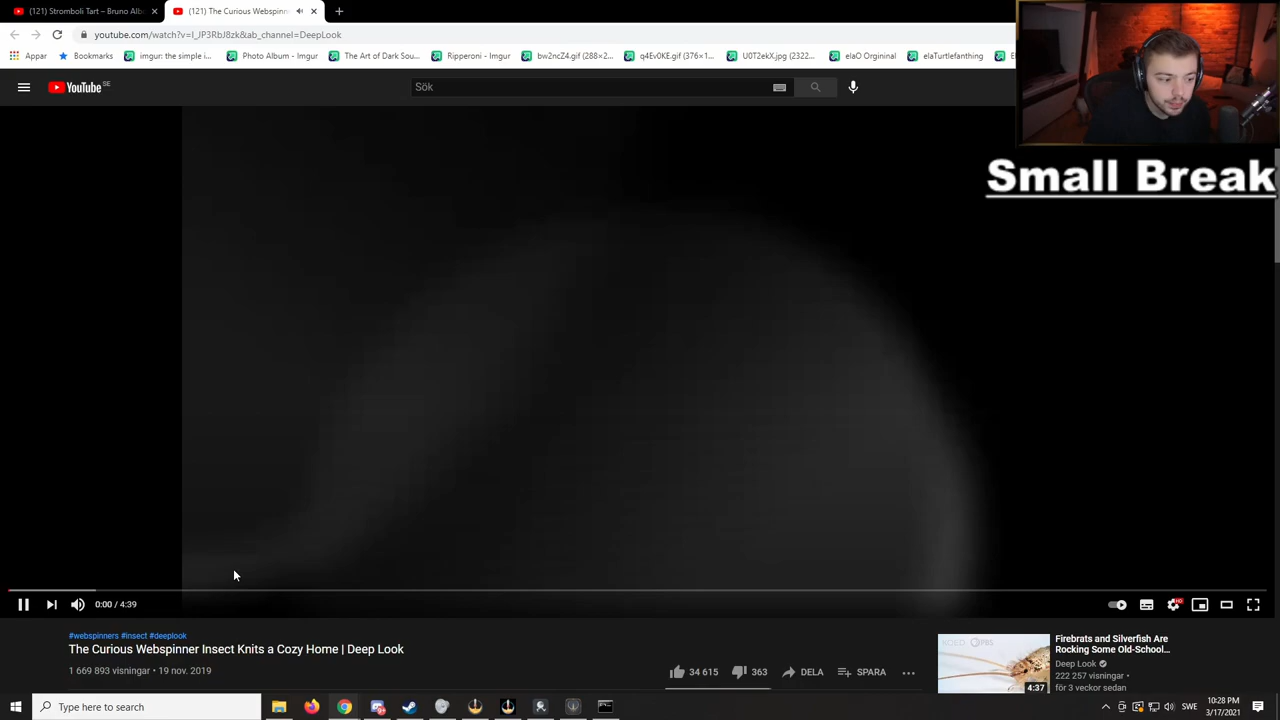 (121) Stromboli Tart – Bruno Alb
(121) The Curious Webspinn
youtube.com/watch?v=I_JP3RbJ8zk&ab_channel=DeepLook
Appar
Bookmarks
imgur: the simple i...
Photo Album - Imgur
The Art of Dark Sou...
Ripperoni - Imgur
bw2ncZ4.gif (288×2...
q4Ev0KE.gif (376×1...
U0T2ekX.jpg (2322...
elaO Orgninal
elaTurtlefanthing
YouTube SE
Sök
Small Break
0:00 / 4:39
HD
#webspinners #insect #deeplook
The Curious Webspinner Insect Knits a Cozy Home | Deep Look
1 669 893 visningar • 19 nov. 2019
34 615
363
DELA
SPARA
KQED PBS
4:37
Firebrats and Silverfish Are
Rocking Some Old-School...
Deep Look
222 257 visningar •
för 3 veckor sedan
Type here to search
SWE
10:28 PM
3/17/2021